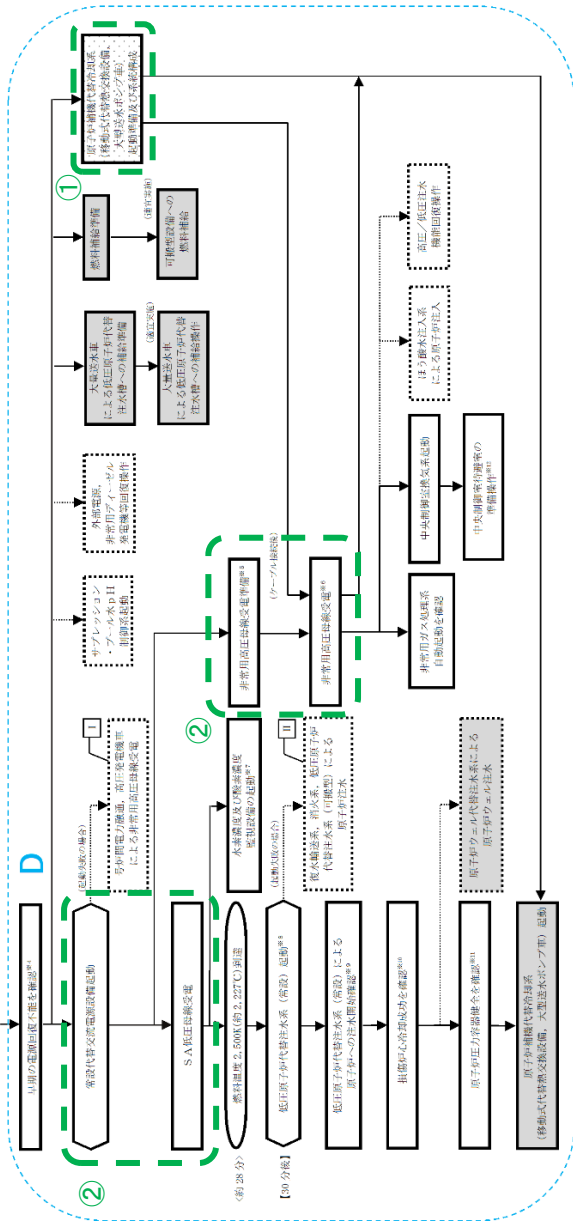 D
早期の電源回復不能を確認※4
②
常設代替交流電源設備起動
(起動失敗の場合)
Ⅰ
号炉間電力融通，高圧発電機車
による非常用高圧母線受電
サプレッション
・プール水pH
制御系起動
外部電源，
非常用ディーゼル
発電機等回復操作
大量送水車
による低圧原子炉代替
注水槽への補給準備
(適宜実施)
大量送水車
による低圧原子炉代替
注水槽への補給操作
燃料補給準備
(適宜実施)
可搬型設備への
燃料補給
①
原子炉補機代替冷却系
(移動式代替熱交換設備，
大型送水ポンプ車)
起動準備及び系統構成
SA低圧母線受電
②
非常用高圧母線受電準備※5
(ケーブル接続後)
非常用高圧母線受電※6
<約28分>
燃料温度2,500K(約2,227℃)到達
水素濃度及び酸素濃度
監視設備の起動※7
【30分後】
低圧原子炉代替注水系(常設)起動※8
(起動失敗の場合)
Ⅱ
復水輸送系，消火系，低圧原子炉
代替注水系(可搬型)による
原子炉注水
低圧原子炉代替注水系(常設)による
原子炉への注水開始確認※9
非常用ガス処理系
自動起動を確認
中央制御室換気系起動
中央制御室待避室の
準備操作※12
ほう酸水注入系
による原子炉注入
高圧／低圧注水
機能回復操作
損傷炉心冷却成功を確認※10
原子炉圧力容器健全を確認※11
原子炉ウェル代替注水系による
原子炉ウェル注水
原子炉補機代替冷却系
(移動式代替熱交換設備，大型送水ポンプ車)起動